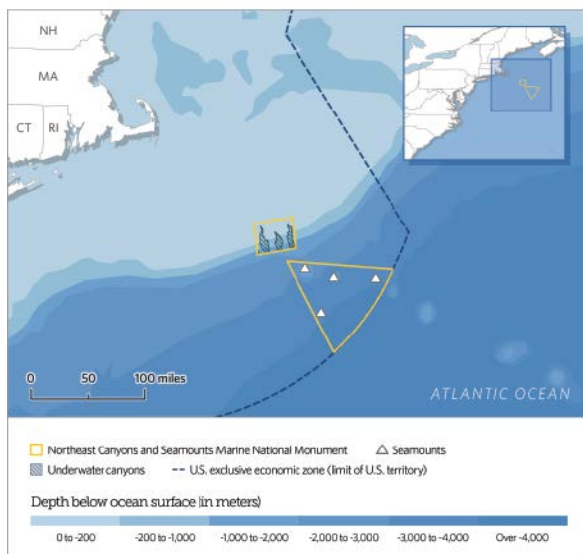 NH
MA
CT RI
0 50 100 miles
ATLANTIC OCEAN
Northeast Canyons and Seamounts Marine National Monument Seamounts
Underwater canyons U.S. exclusive economic zone (limit of U.S. territory)
Depth below ocean surface (in meters)
0 to -200 -200 to -1,000 -1,000 to -2,000 -2,000 to -3,000 -3,000 to -4,000 Over -4,000